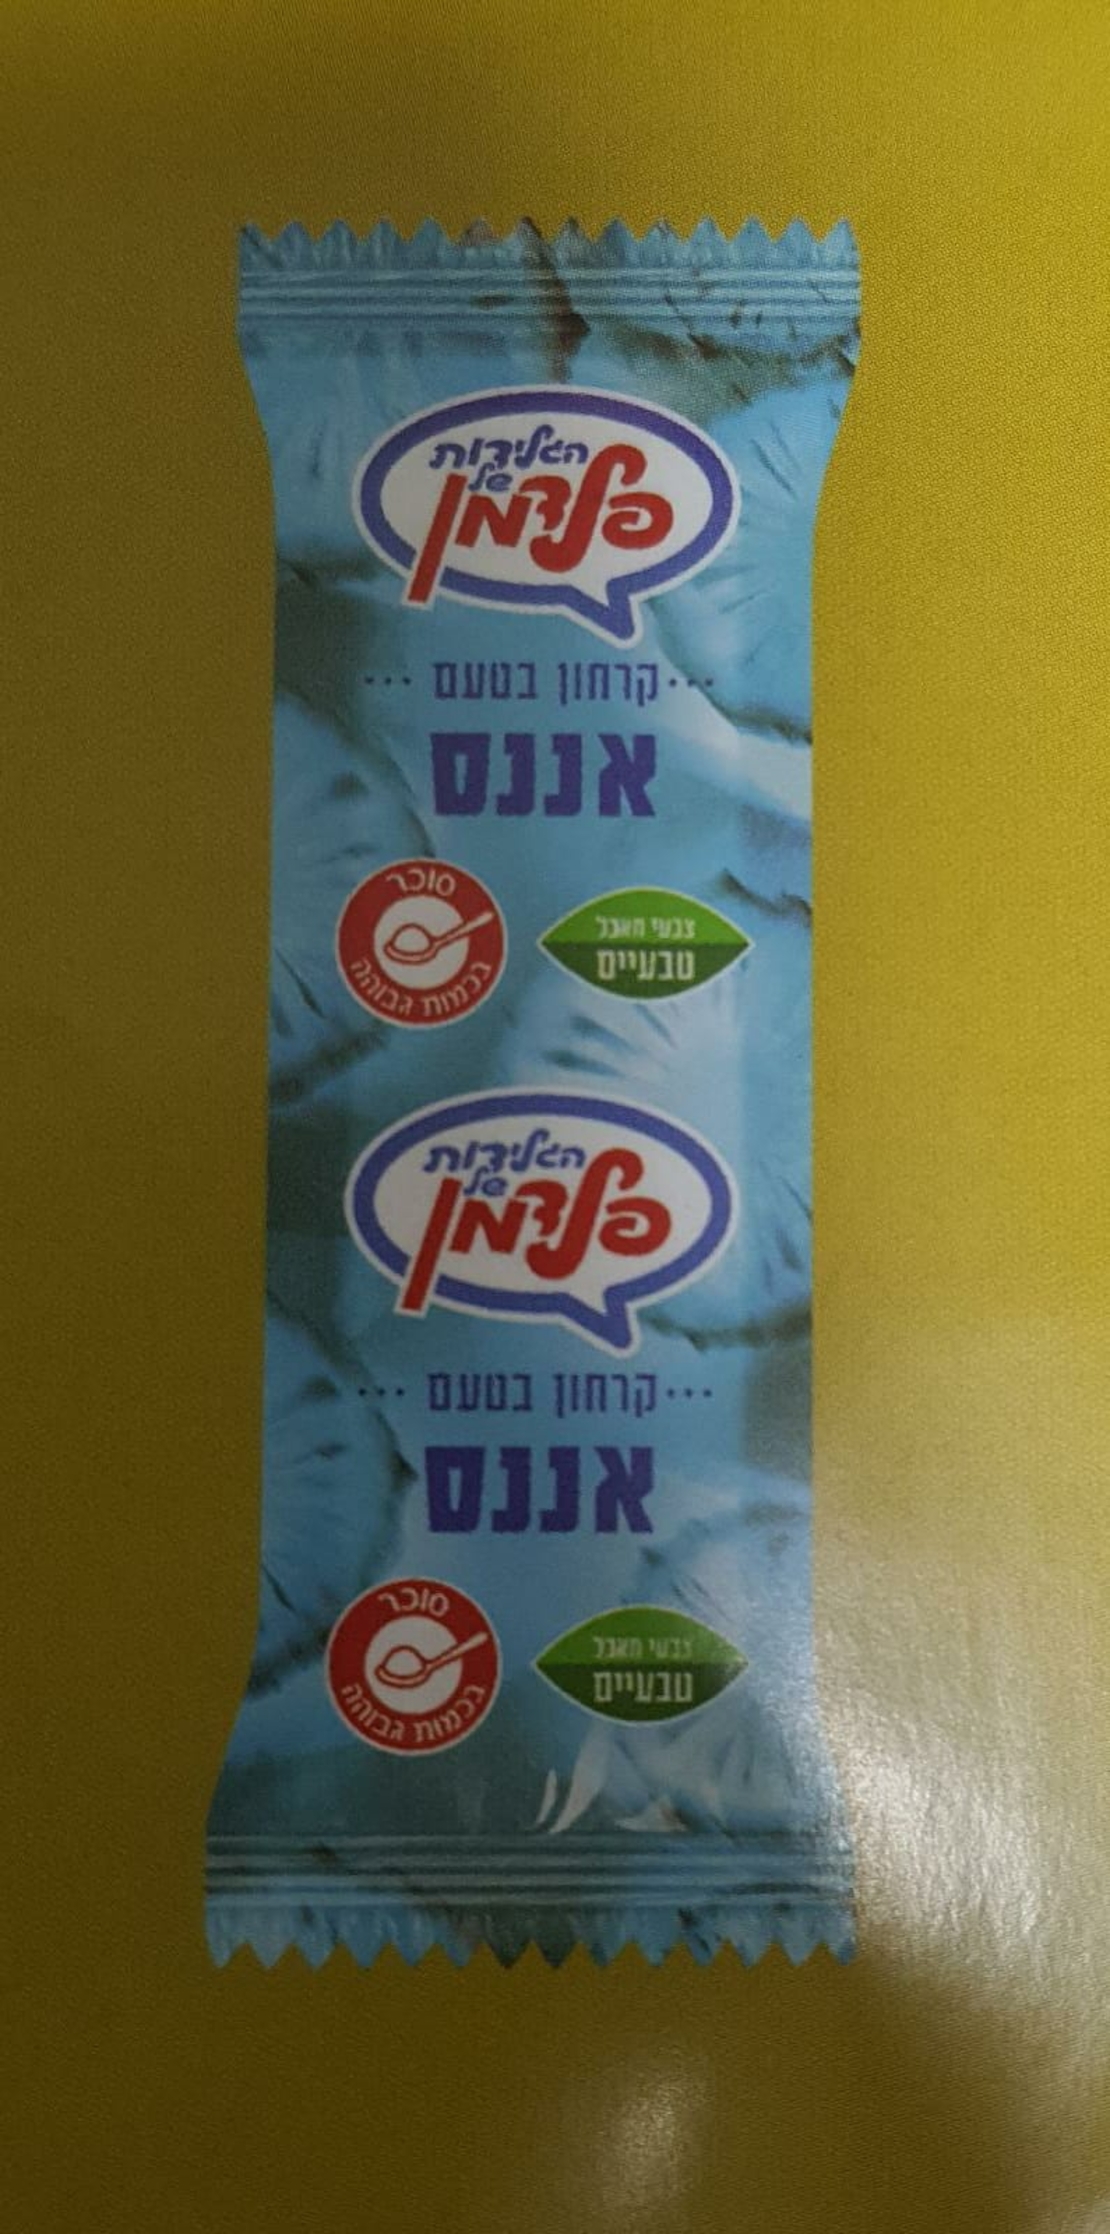 הגלידות
של
פלדמן
קרחון בטעם
אננס
סוכר
בכמות גבוהה
צבעי מאכל
טבעיים
הגלידות
של
פלדמן
קרחון בטעם
אננס
סוכר
בכמות גבוהה
צבעי מאכל
טבעיים